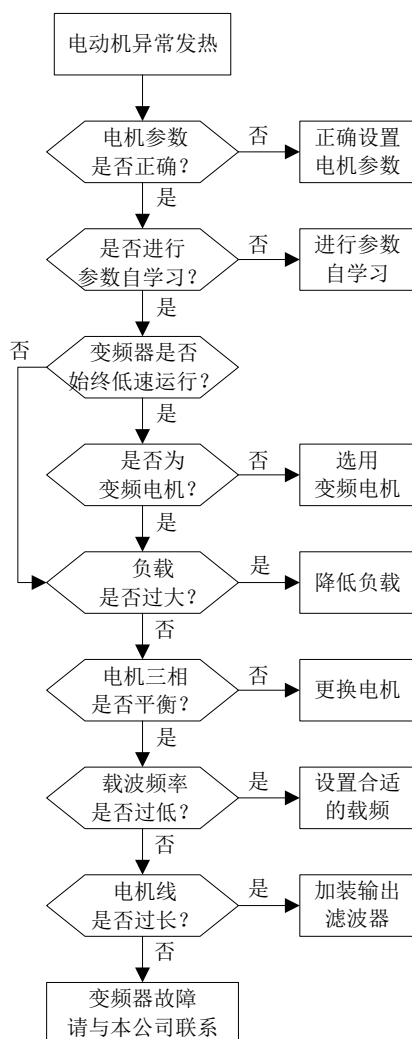 电动机异常发热
电机参数
是否正确？
否
正确设置
电机参数
是
是否进行
参数自学习？
否
进行参数
自学习
是
否
变频器是否
始终低速运行？
是
是否为
变频电机？
否
选用
变频电机
是
负载
是否过大？
是
降低负载
否
电机三相
是否平衡？
否
更换电机
是
载波频率
是否过低？
是
设置合适
的载频
否
电机线
是否过长？
是
加装输出
滤波器
否
变频器故障
请与本公司联系